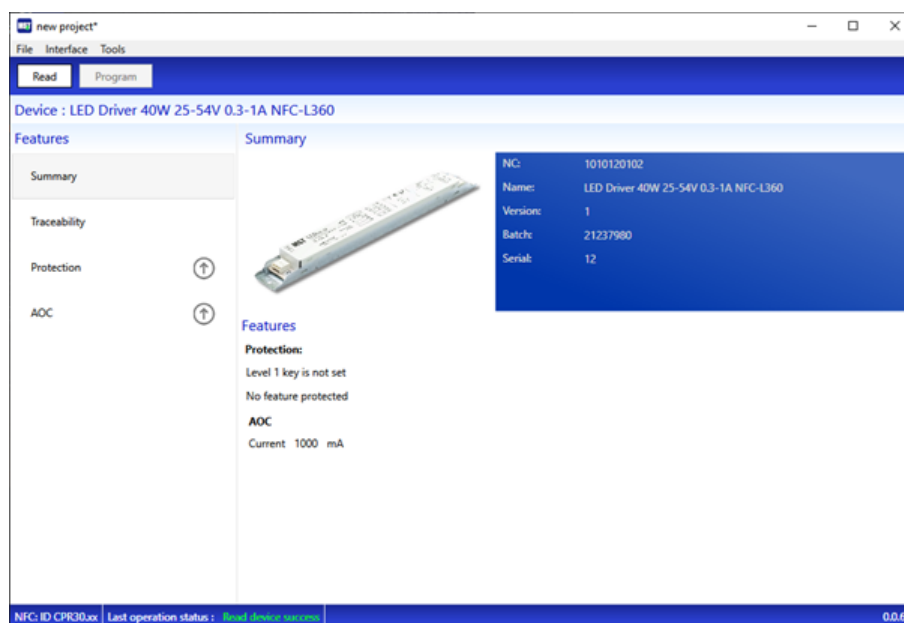 new project*
File Interface Tools
Read Program
Device : LED Driver 40W 25-54V 0.3-1A NFC-L360
Features
Summary
Traceability
Protection
AOC
Summary
NC: 1010120102
Name: LED Driver 40W 25-54V 0.3-1A NFC-L360
Version: 1
Batch: 21237980
Serial: 12
Features
Protection:
Level 1 key is not set
No feature protected
AOC
Current 1000 mA
NFC: ID CPR30.xx Last operation status : Read device success 0.0.6